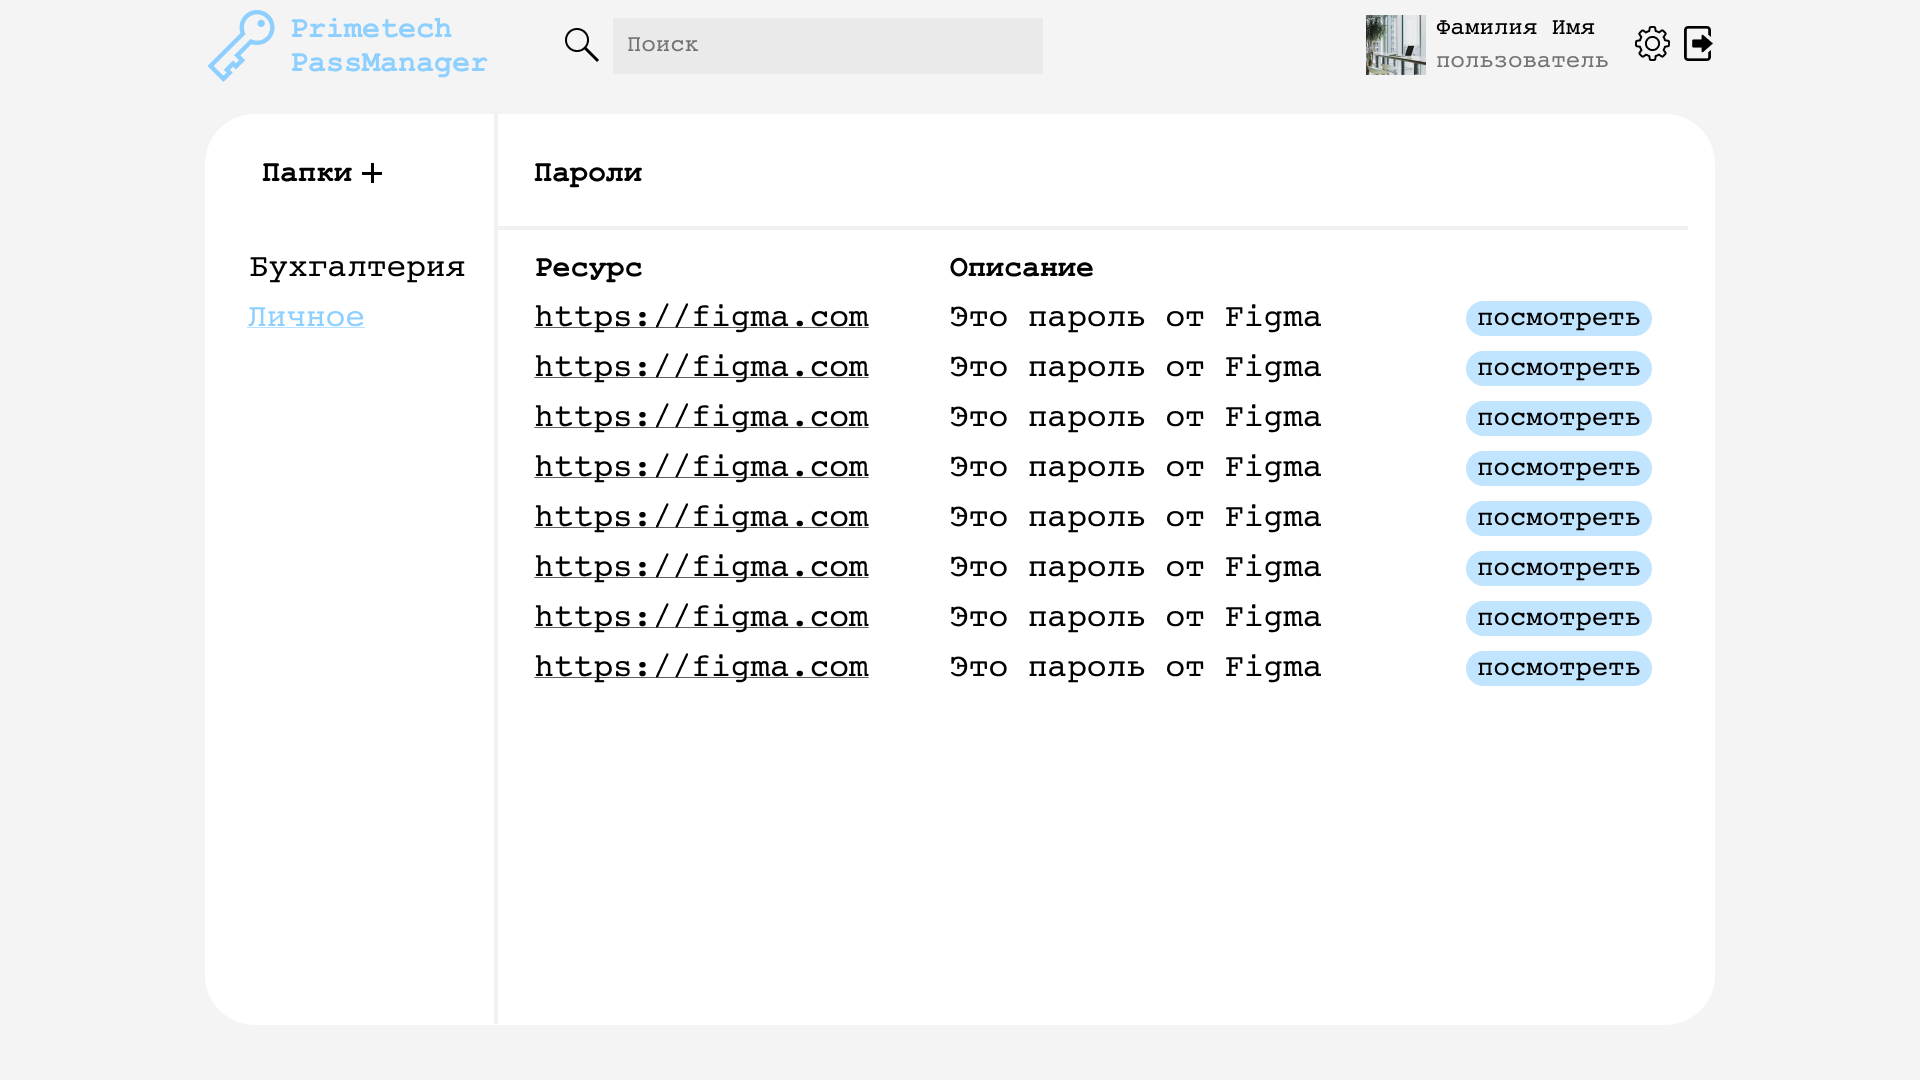 Primetech
PassManager
Поиск
Фамилия Имя
пользователь
Папки
Пароли
Бухгалтерия
Личное
Ресурс Описание
https://figma.com Это пароль от Figma посмотреть
https://figma.com Это пароль от Figma посмотреть
https://figma.com Это пароль от Figma посмотреть
https://figma.com Это пароль от Figma посмотреть
https://figma.com Это пароль от Figma посмотреть
https://figma.com Это пароль от Figma посмотреть
https://figma.com Это пароль от Figma посмотреть
https://figma.com Это пароль от Figma посмотреть